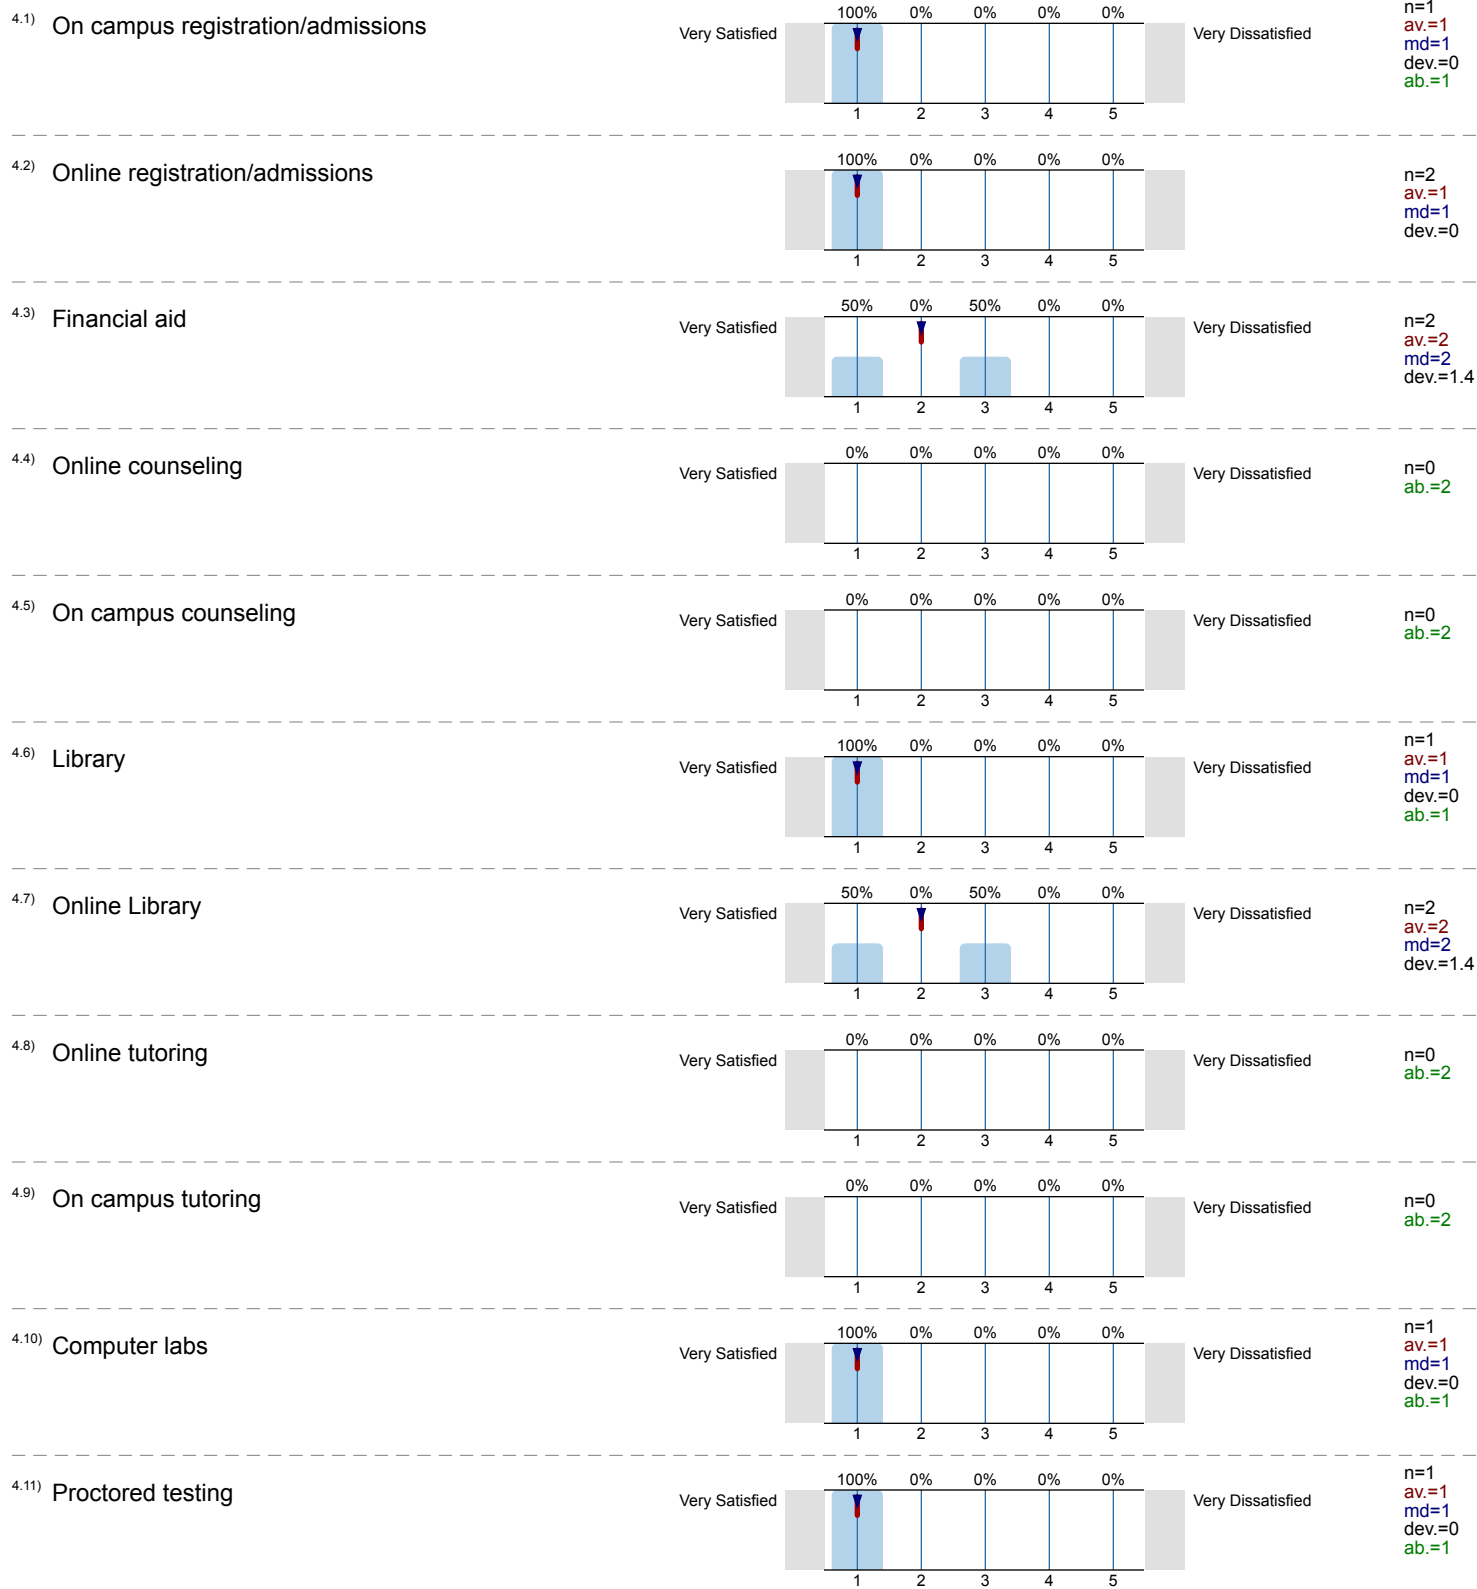 4.1) On campus registration/admissions
100% 0% 0% 0% 0%
Very Satisfied Very Dissatisfied
1 2 3 4 5
n=1
av.=1
md=1
dev.=0
ab.=1
4.2) Online registration/admissions
100% 0% 0% 0% 0%
1 2 3 4 5
n=2
av.=1
md=1
dev.=0
4.3) Financial aid
50% 0% 50% 0% 0%
Very Satisfied Very Dissatisfied
1 2 3 4 5
n=2
av.=2
md=2
dev.=1.4
4.4) Online counseling
0% 0% 0% 0% 0%
Very Satisfied Very Dissatisfied
1 2 3 4 5
n=0
ab.=2
4.5) On campus counseling
0% 0% 0% 0% 0%
Very Satisfied Very Dissatisfied
1 2 3 4 5
n=0
ab.=2
4.6) Library
100% 0% 0% 0% 0%
Very Satisfied Very Dissatisfied
1 2 3 4 5
n=1
av.=1
md=1
dev.=0
ab.=1
4.7) Online Library
50% 0% 50% 0% 0%
Very Satisfied Very Dissatisfied
1 2 3 4 5
n=2
av.=2
md=2
dev.=1.4
4.8) Online tutoring
0% 0% 0% 0% 0%
Very Satisfied Very Dissatisfied
1 2 3 4 5
n=0
ab.=2
4.9) On campus tutoring
0% 0% 0% 0% 0%
Very Satisfied Very Dissatisfied
1 2 3 4 5
n=0
ab.=2
4.10) Computer labs
100% 0% 0% 0% 0%
Very Satisfied Very Dissatisfied
1 2 3 4 5
n=1
av.=1
md=1
dev.=0
ab.=1
4.11) Proctored testing
100% 0% 0% 0% 0%
Very Satisfied Very Dissatisfied
1 2 3 4 5
n=1
av.=1
md=1
dev.=0
ab.=1